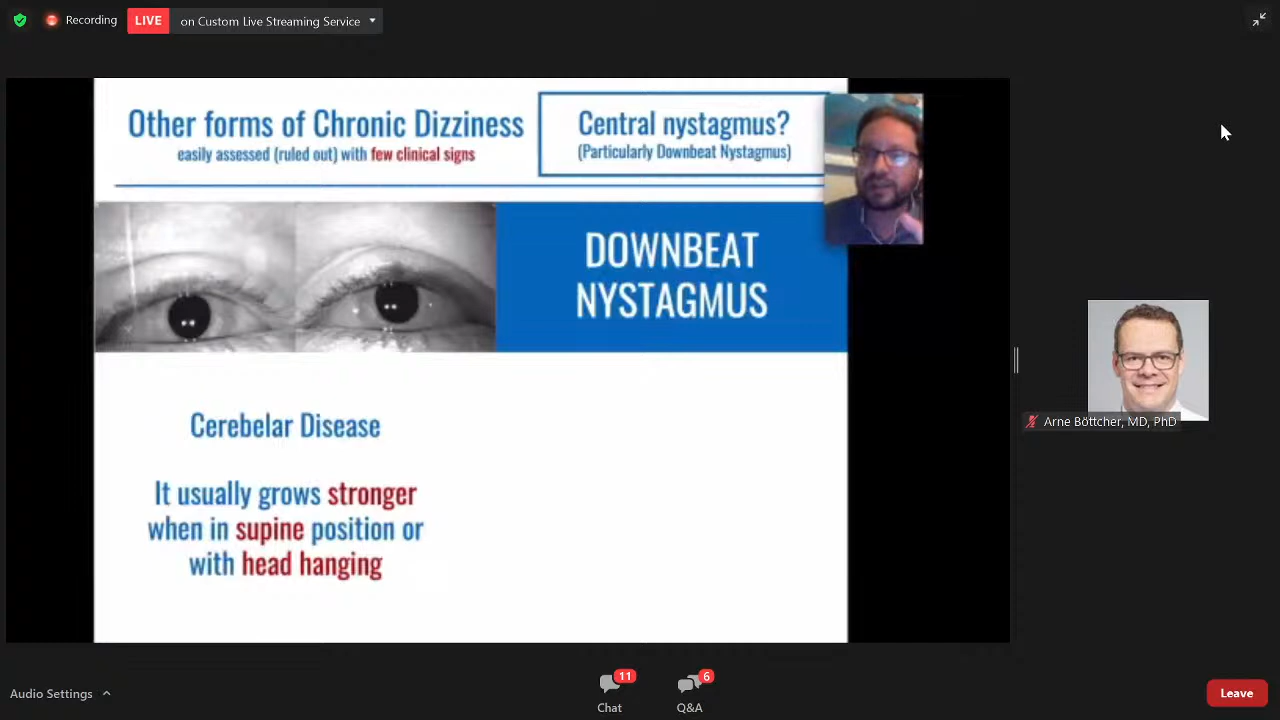 Recording
LIVE
on Custom Live Streaming Service
Other forms of Chronic Dizziness
easily assessed (ruled out) with few clinical signs
Central nystagmus?
(Particularly Downbeat Nystagmus)
DOWNBEAT
NYSTAGMUS
Cerebelar Disease
It usually grows stronger
when in supine position or
with head hanging
Arne Böttcher, MD, PhD
Audio Settings
11
Chat
6
Q&A
Leave